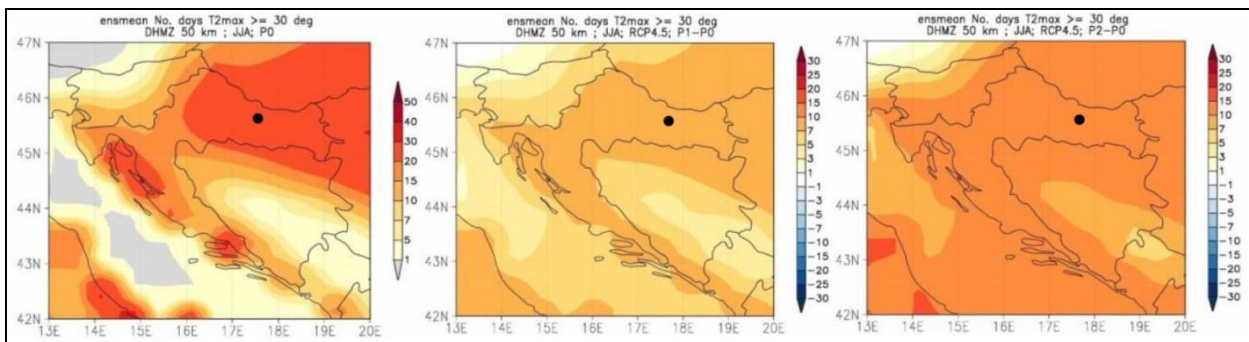 ensmean No. days T2max >= 30 deg
DHMZ 50 km ; JJA; P0
47N
46N
45N
44N
43N
42N
13E 14E 15E 16E 17E 18E 19E 20E
50
40
30
20
15
10
7
5
1
ensmean No. days T2max >= 30 deg
DHMZ 50 km ; JJA; RCP4.5; P1-P0
47N
46N
45N
44N
43N
42N
13E 14E 15E 16E 17E 18E 19E 20E
30
25
20
15
10
7
5
3
1
-1
-3
-5
-7
-10
-15
-20
-25
-30
ensmean No. days T2max >= 30 deg
DHMZ 50 km ; JJA; RCP4.5; P2-P0
47N
46N
45N
44N
43N
42N
13E 14E 15E 16E 17E 18E 19E 20E
30
25
20
15
10
7
5
3
1
-1
-3
-5
-7
-10
-15
-20
-25
-30